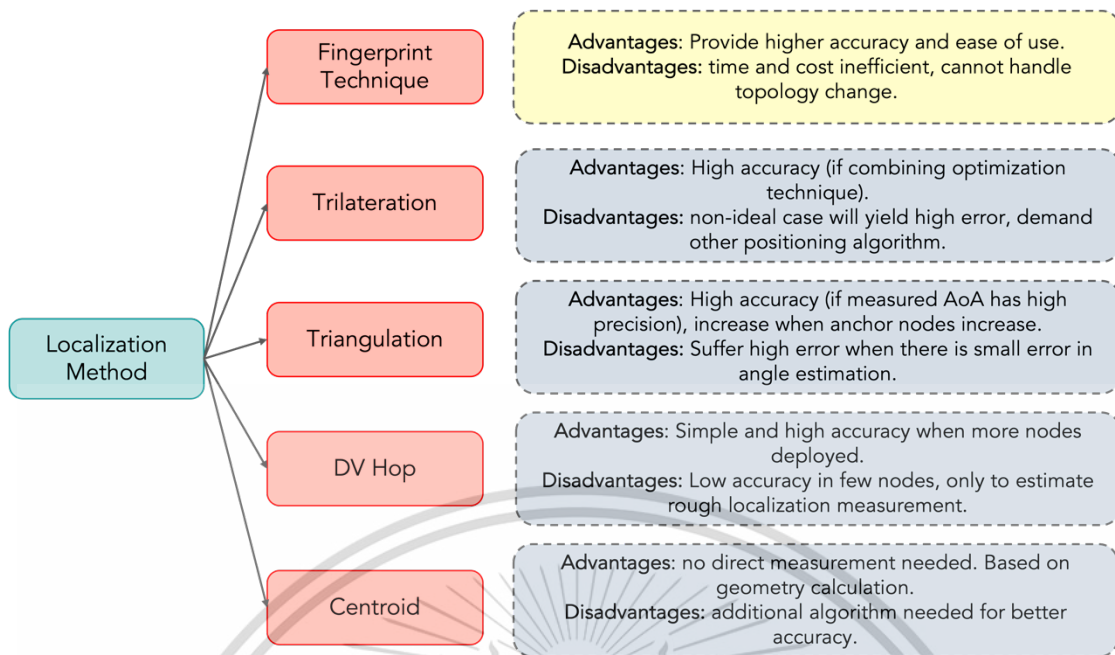 Fingerprint
Technique
Advantages: Provide higher accuracy and ease of use.
Disadvantages: time and cost inefficient, cannot handle
topology change.
Trilateration
Advantages: High accuracy (if combining optimization
technique).
Disadvantages: non-ideal case will yield high error, demand
other positioning algorithm.
Localization
Method
Triangulation
Advantages: High accuracy (if measured AoA has high
precision), increase when anchor nodes increase.
Disadvantages: Suffer high error when there is small error in
angle estimation.
DV Hop
Advantages: Simple and high accuracy when more nodes
deployed.
Disadvantages: Low accuracy in few nodes, only to estimate
rough localization measurement.
Centroid
Advantages: no direct measurement needed. Based on
geometry calculation.
Disadvantages: additional algorithm needed for better
accuracy.